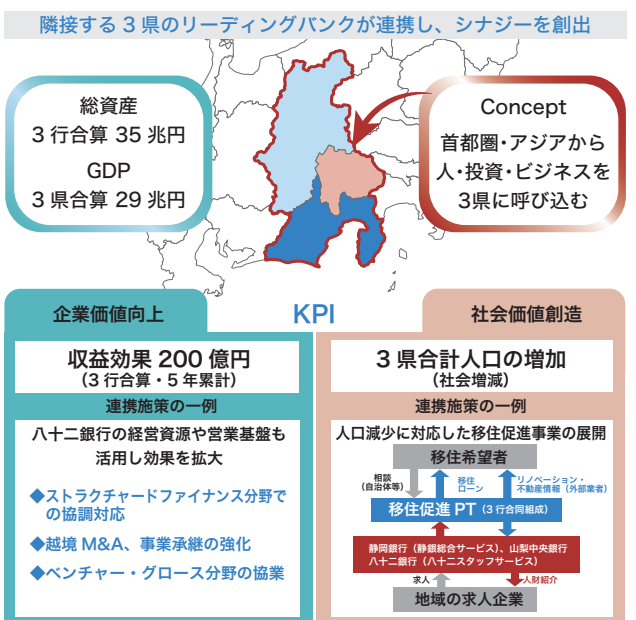 隣接する3県のリーディングバンクが連携し、シナジーを創出
総資産
3行合算 35兆円
GDP
3県合算 29兆円
Concept
首都圏・アジアから
人・投資・ビジネスを
3県に呼び込む
KPI
企業価値向上
収益効果200億円
（3行合算・5年累計）
連携施策の一例
八十二銀行の経営資源や営業基盤も
活用し効果を拡大
◆ストラクチャードファイナンス分野で
の協調対応
◆越境M&A、事業承継の強化
◆ベンチャー・グロース分野の協業
社会価値創造
3県合計人口の増加
（社会増減）
連携施策の一例
人口減少に対応した移住促進事業の展開
移住希望者
相談
（自治体等）
移住
ローン
リノベーション・
不動産情報（外部業者）
移住促進PT（3行合同組成）
静岡銀行（静銀総合サービス）、山梨中央銀行
八十二銀行（八十二スタッフサービス）
求人
人財紹介
地域の求人企業